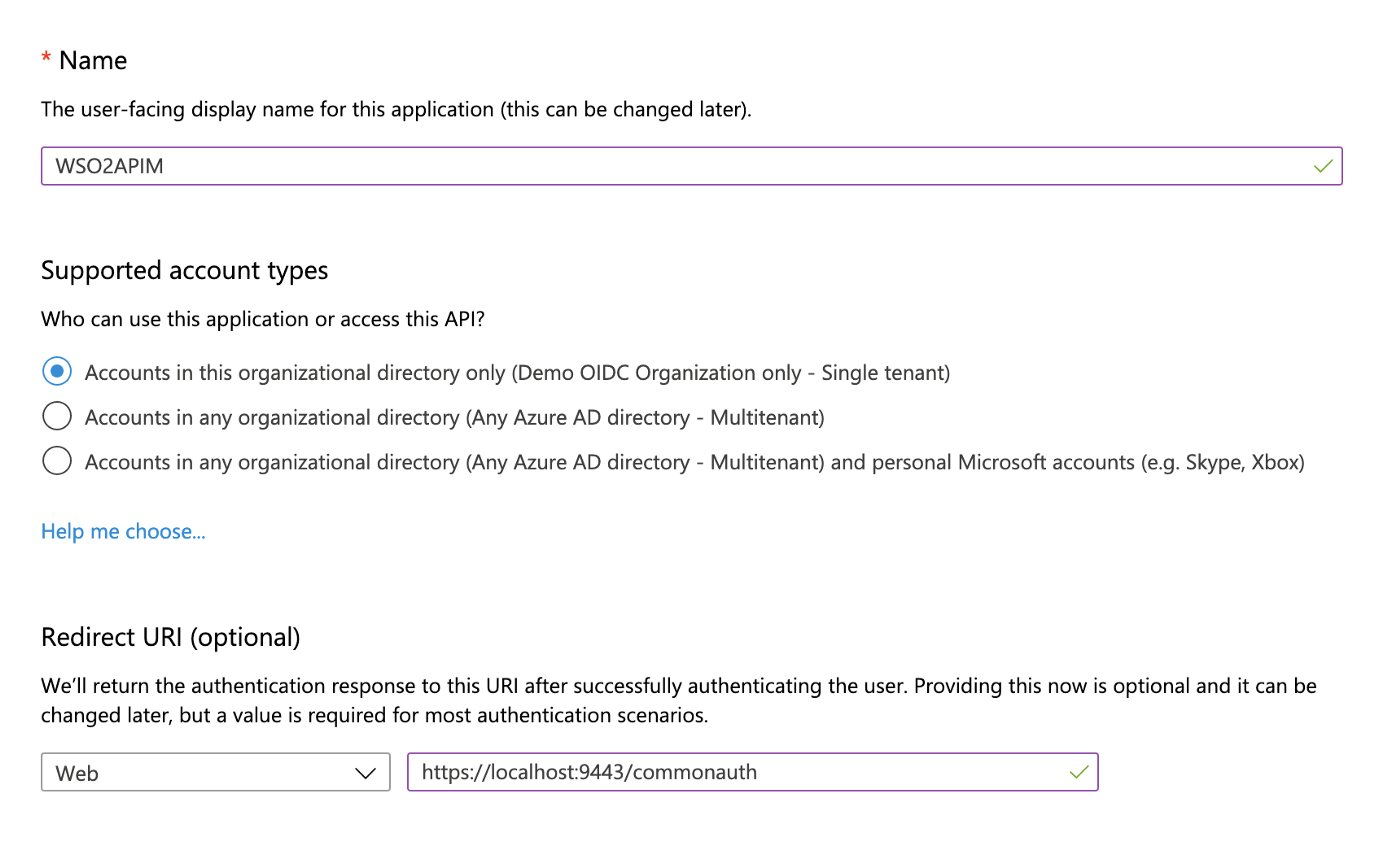 * Name
The user-facing display name for this application (this can be changed later).
WSO2APIM
Supported account types
Who can use this application or access this API?
Accounts in this organizational directory only (Demo OIDC Organization only - Single tenant)
Accounts in any organizational directory (Any Azure AD directory - Multitenant)
Accounts in any organizational directory (Any Azure AD directory - Multitenant) and personal Microsoft accounts (e.g. Skype, Xbox)
Help me choose...
Redirect URI (optional)
We’ll return the authentication response to this URI after successfully authenticating the user. Providing this now is optional and it can be
changed later, but a value is required for most authentication scenarios.
Web
https://localhost:9443/commonauth